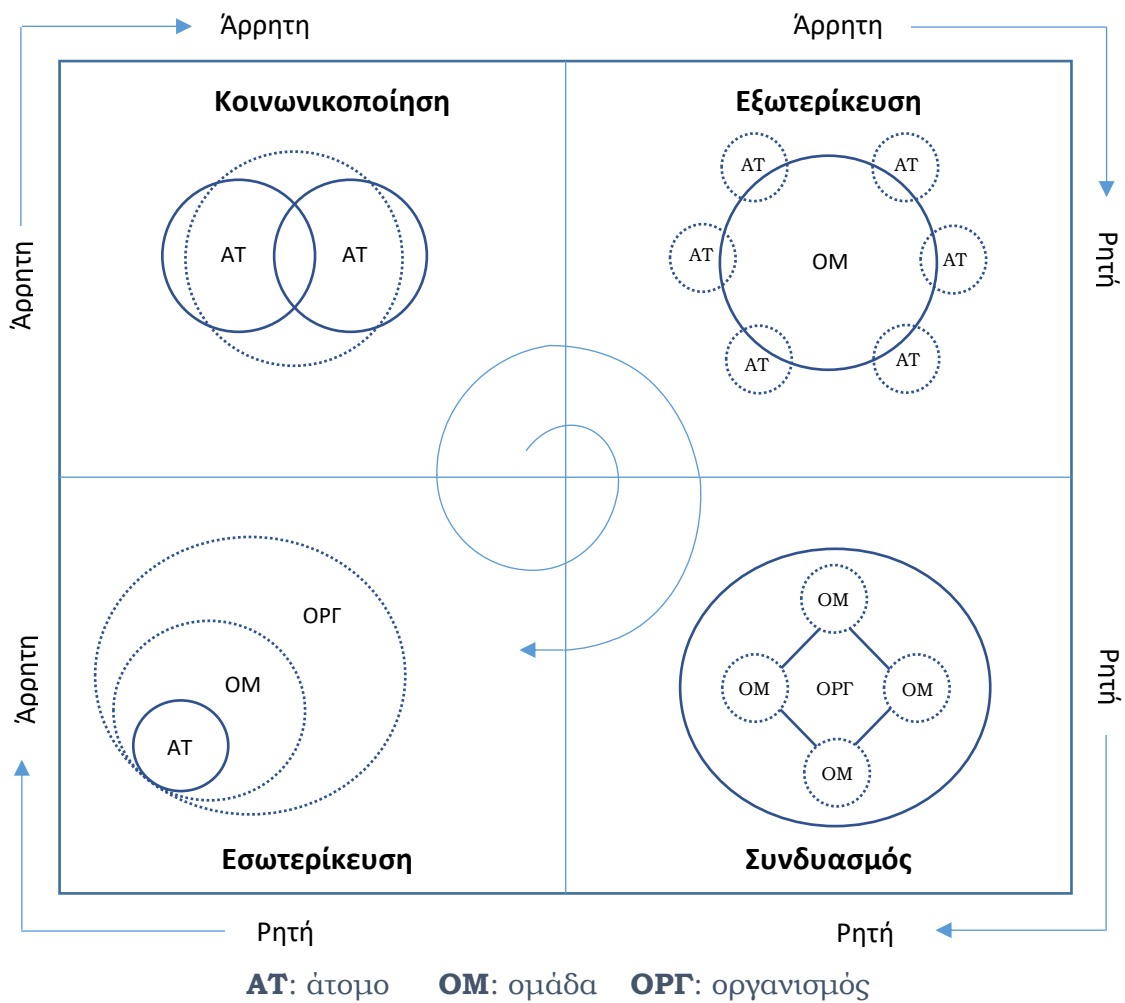 Άρρητη
Άρρητη
Κοινωνικοποίηση
Εξωτερίκευση
ΑΤ
ΑΤ
ΑΤ
ΑΤ
ΑΤ
ΑΤ
ΟΜ
ΑΤ
ΑΤ
ΑΤ
Άρρητη
Ρητή
ΟΡΓ
ΟΜ
ΑΤ
ΟΜ
ΟΜ
ΟΡΓ
ΟΜ
ΟΜ
Άρρητη
Ρητή
Εσωτερίκευση
Συνδυασμός
Ρητή
Ρητή
ΑΤ: άτομο ΟΜ: ομάδα ΟΡΓ: οργανισμός